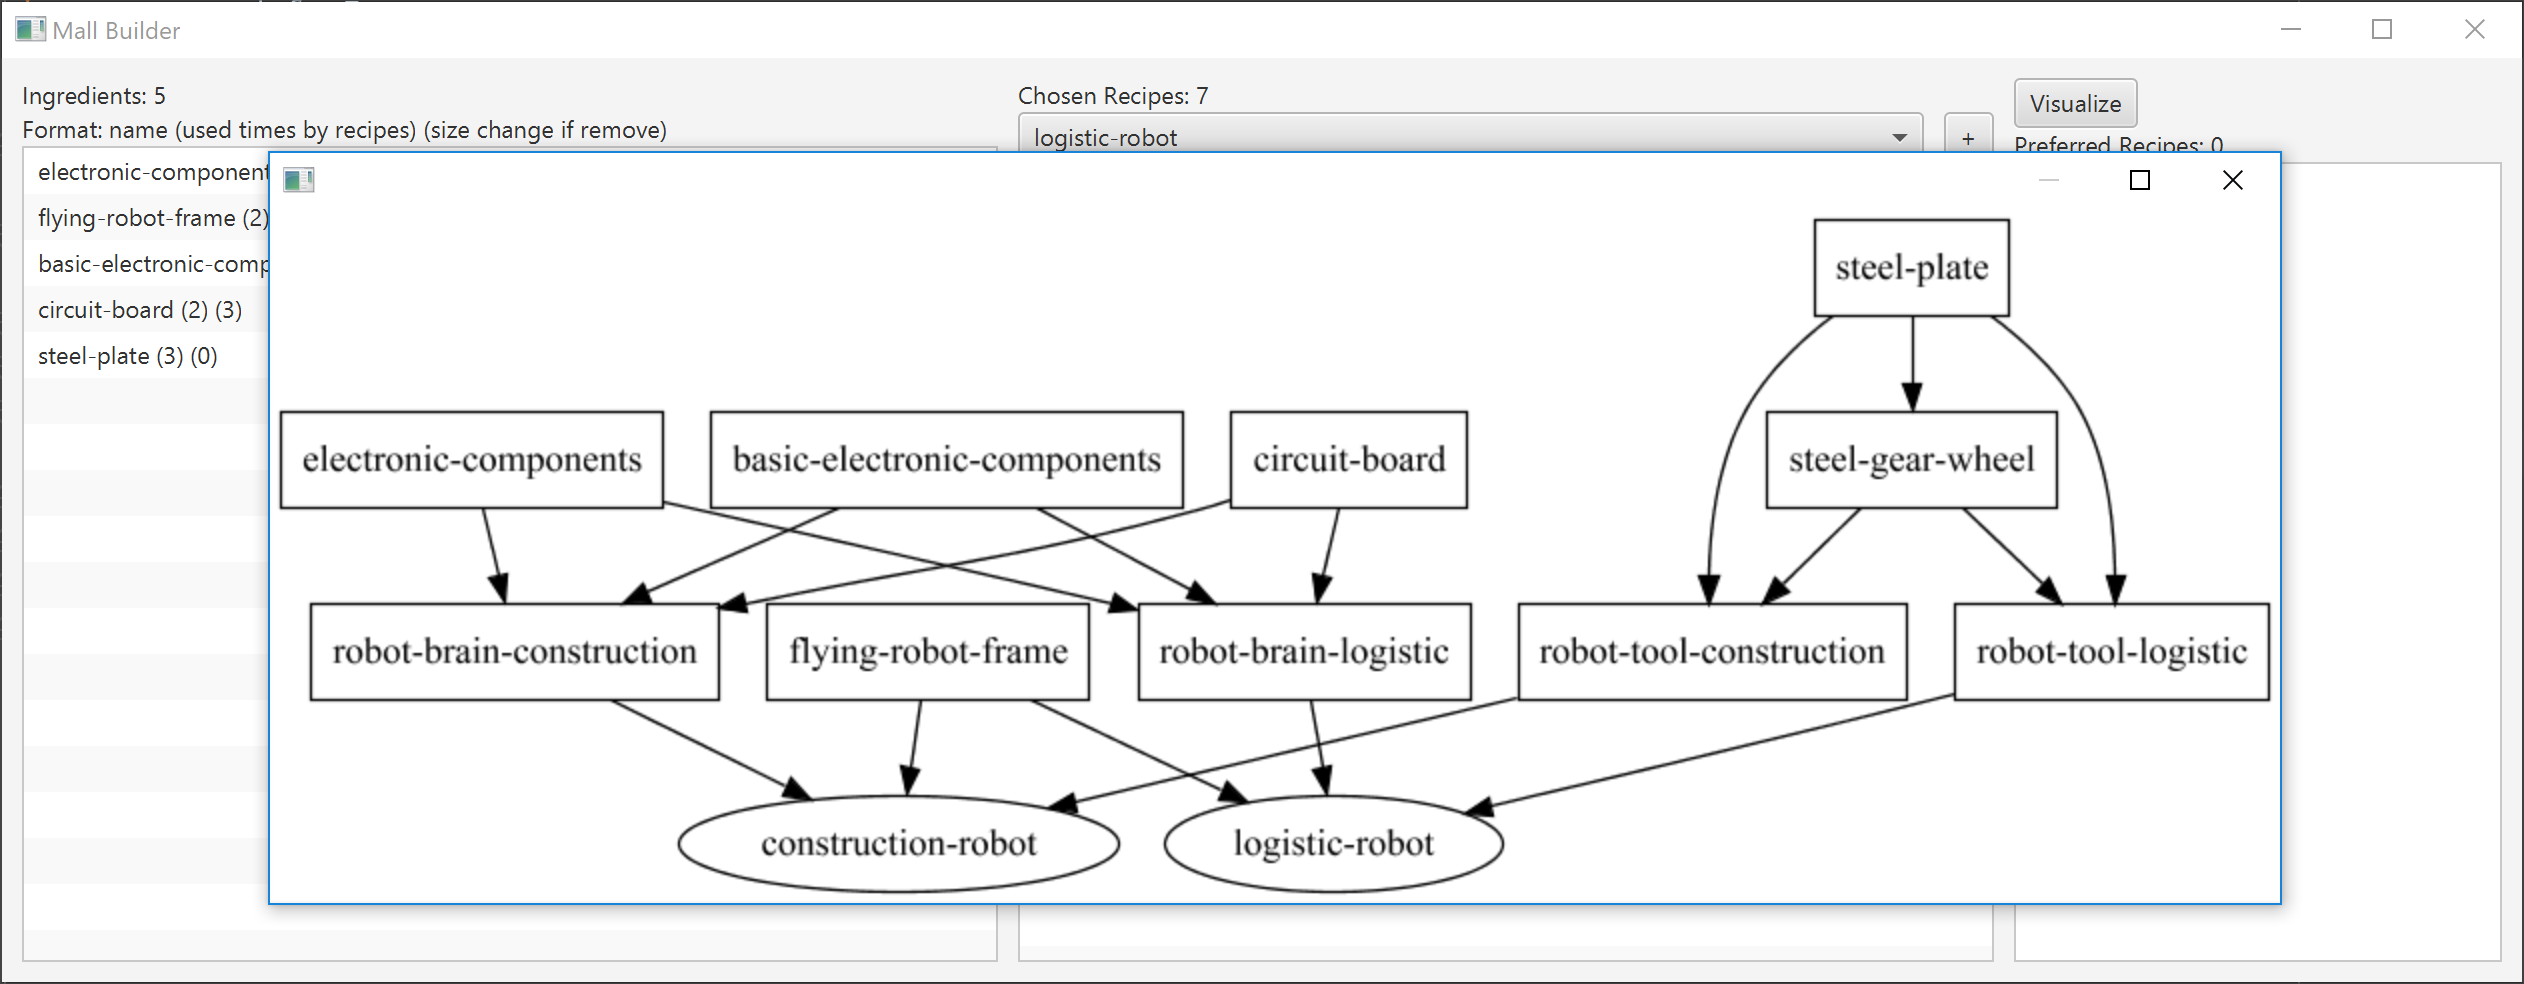 Mall Builder
Ingredients: 5
Format: name (used times by recipes) (size change if remove)
electronic-component
flying-robot-frame (2)
basic-electronic-comp
circuit-board (2) (3)
steel-plate (3) (0)
Chosen Recipes: 7
logistic-robot
+
Visualize
Preferred Recipes: 0
steel-plate
electronic-components
basic-electronic-components
circuit-board
steel-gear-wheel
robot-brain-construction
flying-robot-frame
robot-brain-logistic
robot-tool-construction
robot-tool-logistic
construction-robot
logistic-robot